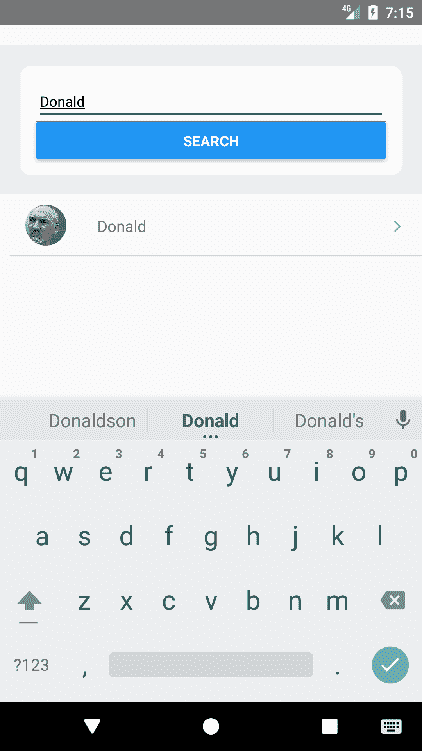 4G 7:15
Donald
SEARCH
Donald
Donaldson Donald Donald's
1 2 3 4 5 6 7 8 9 0
q w e r t y u i o p
a s d f g h j k l
z x c v b n m
?123 , .